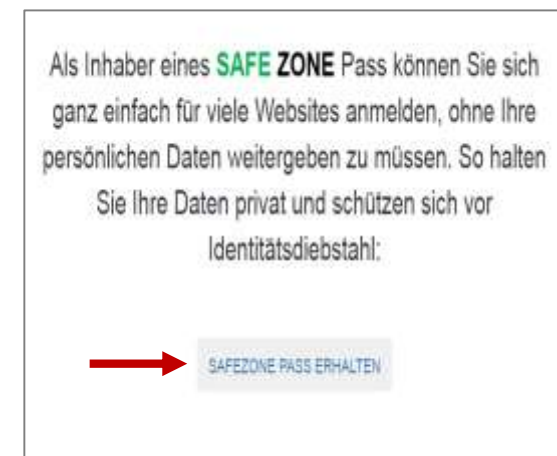 Als Inhaber eines SAFE ZONE Pass können Sie sich
ganz einfach für viele Websites anmelden, ohne Ihre
persönlichen Daten weitergeben zu müssen. So halten
Sie Ihre Daten privat und schützen sich vor
Identitätsdiebstahl:
SAFEZONE PASS ERHALTEN